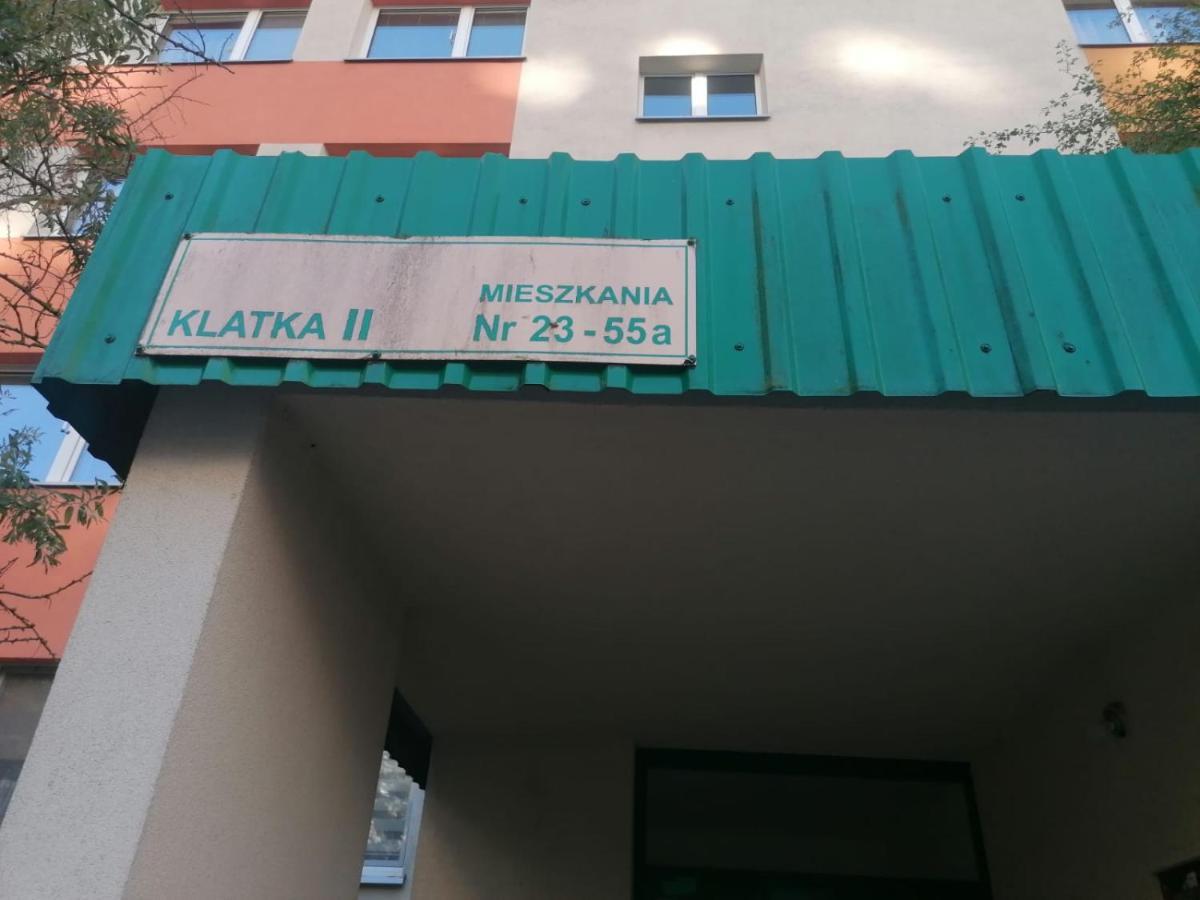 KLATKA II
MIESZKANIA
Nr 23 - 55a